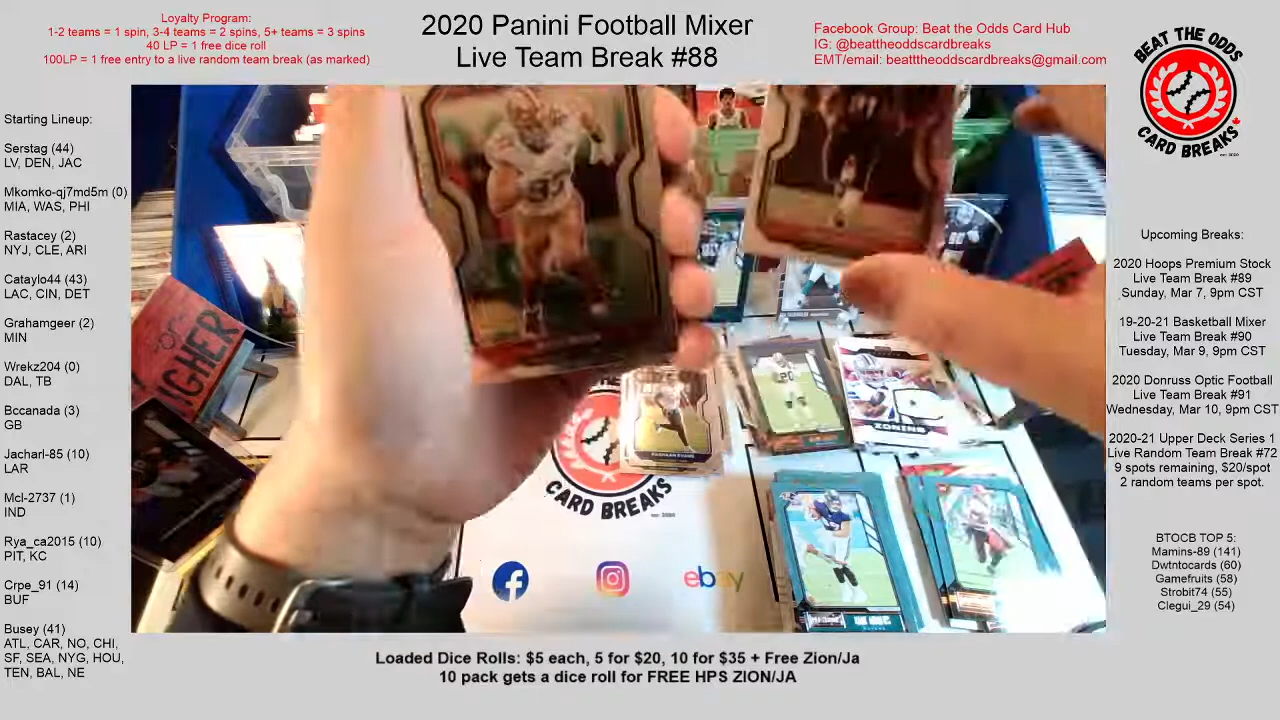 Loyalty Program:
1-2 teams = 1 spin, 3-4 teams = 2 spins, 5+ teams = 3 spins
40 LP = 1 free dice roll
100LP = 1 free entry to a live random team break (as marked)
2020 Panini Football Mixer
Live Team Break #88
Facebook Group: Beat the Odds Card Hub
IG: @beattheoddscardbreaks
EMT/email: beatttheoddscardbreaks@gmail.com
BEAT THE ODDS
CARD BREAKS
Starting Lineup:
Serstag (44)
LV, DEN, JAC
Mkomko-qj7md5m (0)
MIA, WAS, PHI
Rastacey (2)
NYJ, CLE, ARI
Cataylo44 (43)
LAC, CIN, DET
Grahamgeer
MIN
Wrekz204 (0)
DAL, TB
Bccanada (3)
GB
Jacharl-85 (10)
LAR
Mcl-2737 (1)
IND
Rya_ca2015 (10)
PIT, KC
Crpe_91 (14)
BUF
Busey (41)
ATL, CAR, NO, CHI,
SF, SEA, NYG, HOU,
TEN, BAL, NE
OR
HIGHER
20
ZONING
CARD BREAKS
ebay
Upcoming Breaks:
2020 Hoops Premium Stock
Live Team Break #89
Sunday, Mar 7, 9pm CST
19-20-21 Basketball Mixer
Live Team Break #90
Tuesday, Mar 9, 9pm CST
2020 Donruss Optic Football
Live Team Break #91
Wednesday, Mar 10, 9pm CST
2020-21 Upper Deck Series 1
Live Random Team Break #72
9 spots remaining, $20/spot
2 random teams per spot.
BTOCB TOP 5:
Mamins-89 (141)
Dwtntocards (60)
Gamefruits (58)
Strobit74 (55)
Clegui_29 (54)
Loaded Dice Rolls: $5 each, 5 for $20, 10 for $35 + Free Zion/Ja
10 pack gets a dice roll for FREE HPS ZION/JA